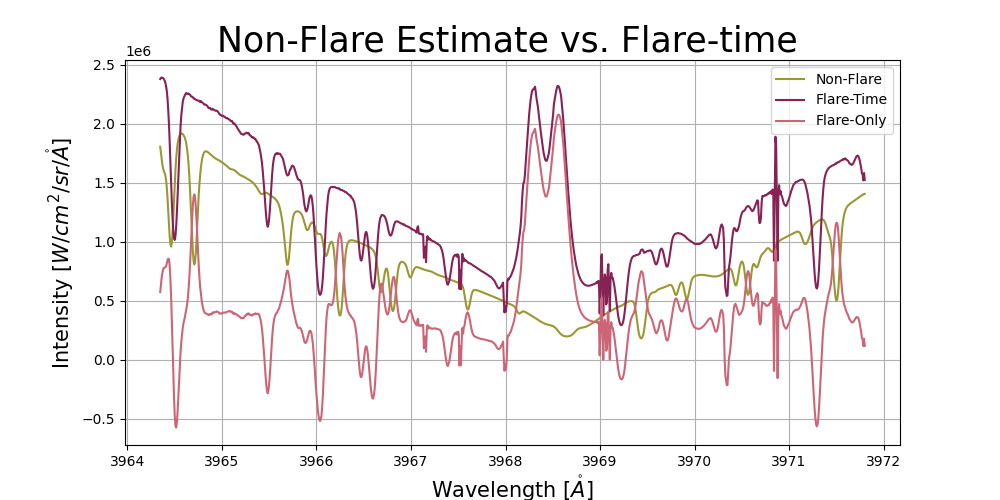 Non-Flare Estimate vs. Flare-time
1e6
Intensity [W/cm²/sr/Å]
2.5
2.0
1.5
1.0
0.5
0.0
−0.5
Non-Flare
Flare-Time
Flare-Only
3964 3965 3966 3967 3968 3969 3970 3971 3972
Wavelength [Å]